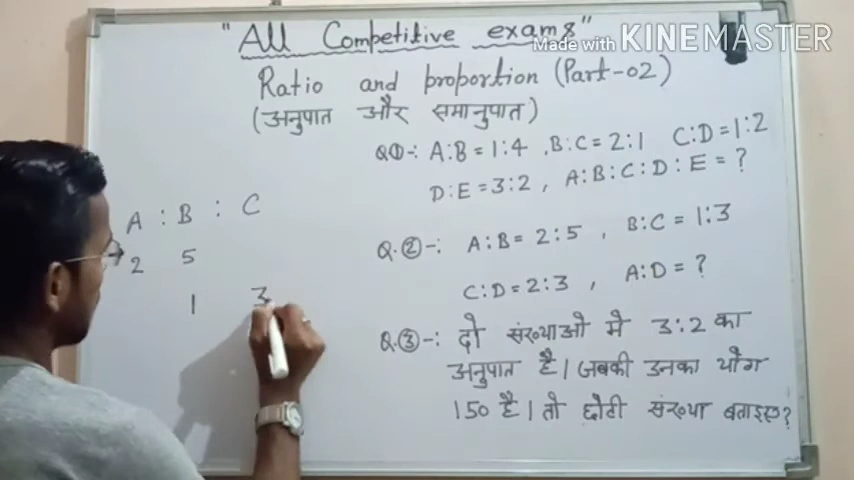 "All Competitive exams"
Made with KINEMASTER
Ratio and proportion (Part-02)
(अनुपात और समानुपात)
Q①-: A:B = 1:4 , B:C = 2:1 C:D = 1:2
D:E = 3:2 , A:B:C:D:E = ?
Q.②-: A:B = 2:5 , B:C = 1:3
C:D = 2:3 , A:D = ?
Q.③-: दो संख्याओ मे 3:2 का
अनुपात है। जबकी उनका योग
150 है। तो छोटी संख्या बताइए?
A : B : C
2 5
1 3